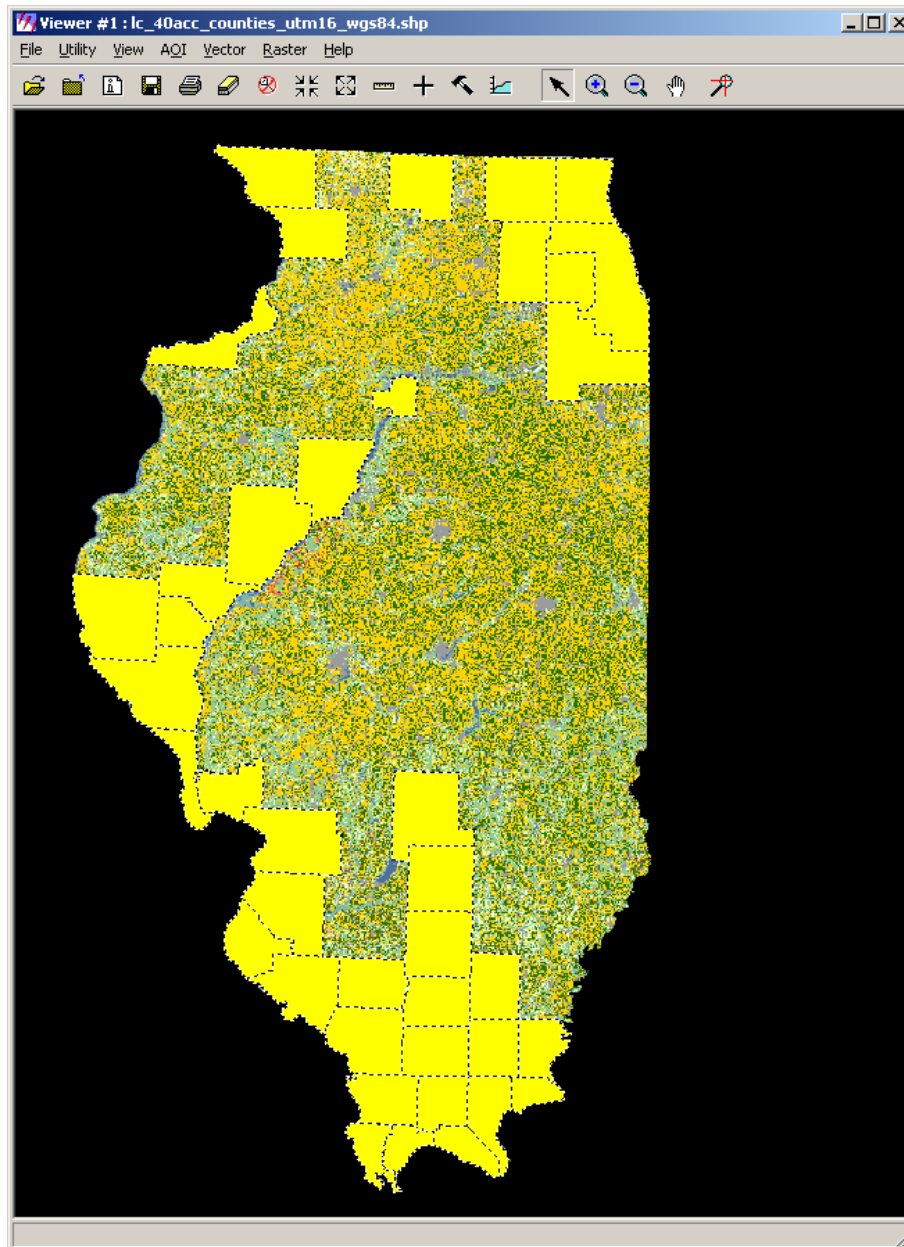 Viewer #1 : lc_40acc_counties_utm16_wgs84.shp
File Utility View AOI Vector Raster Help